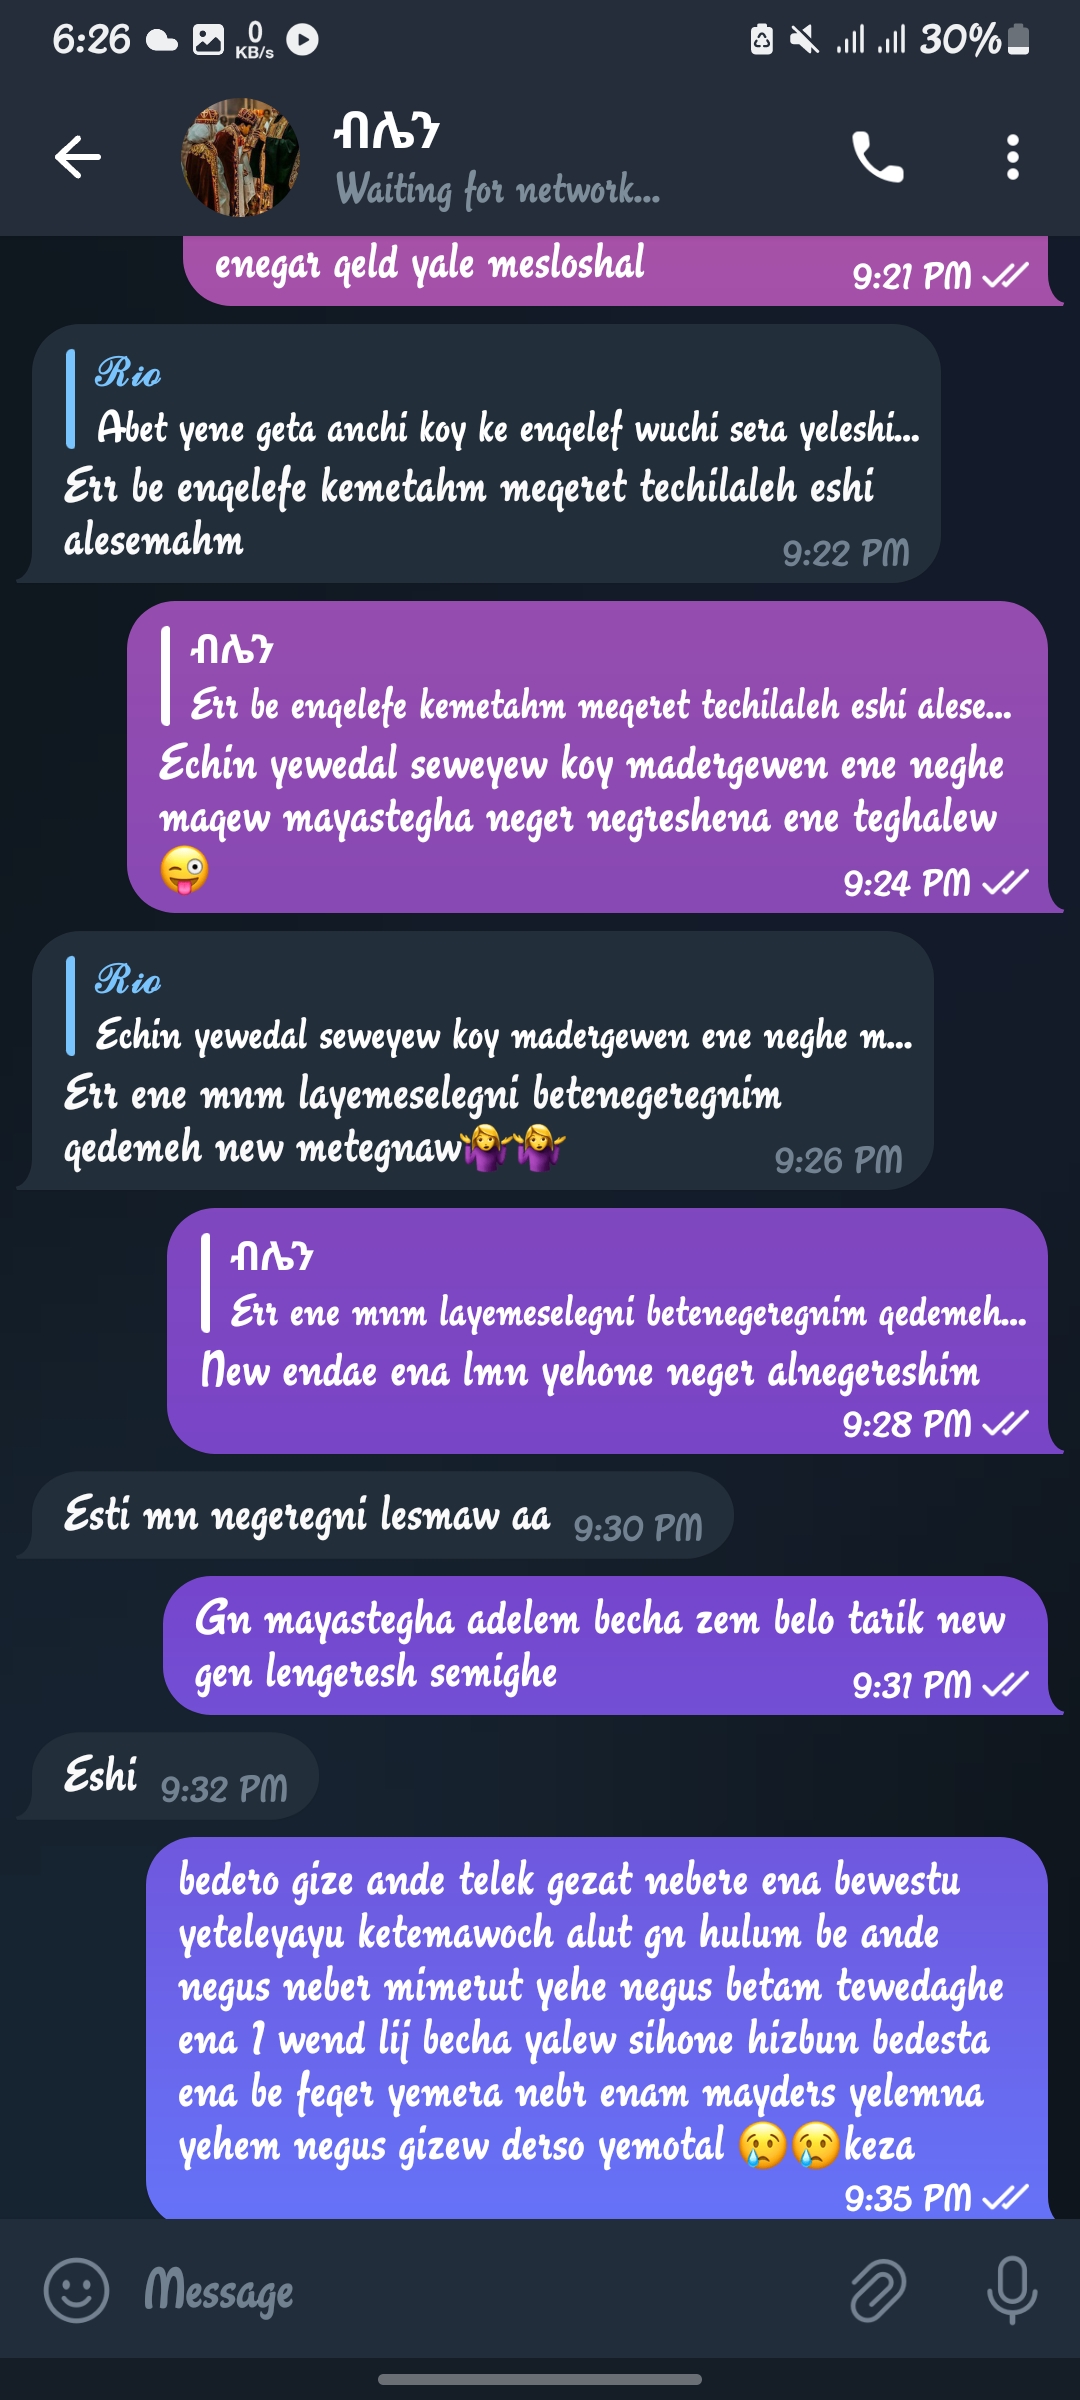 6:26
0
KB/s
30%
ብሌን
Waiting for network...
enegar qeld yale mesloshal
9:21 PM
Rio
Abet yene geta anchi koy ke enqelef wuchi sera yeleshi...
Err be enqelefe kemetahm meqeret techilaleh eshi
alesemahm
9:22 PM
ብሌን
Err be enqelefe kemetahm meqeret techilaleh eshi alese...
Echin yewedal seweyew koy madergewen ene neghe
maqew mayastegha neger negreshena ene teghalew
😜
9:24 PM
Rio
Echin yewedal seweyew koy madergewen ene neghe m...
Err ene mnm layemeselegni betenegeregnim
qedemeh new metegnaw🤷‍♀️🤷‍♀️
9:26 PM
ብሌን
Err ene mnm layemeselegni betenegeregnim qedemeh...
New endae ena lmn yehone neger alnegereshim
9:28 PM
Esti mn negeregni lesmaw aa
9:30 PM
Gn mayastegha adelem becha zem belo tarik new
gen lengeresh semighe
9:31 PM
Eshi
9:32 PM
bedero gize ande telek gezat nebere ena bewestu
yeteleyayu ketemawoch alut gn hulum be ande
negus neber mimerut yehe negus betam tewedaghe
ena 1 wend lij becha yalew sihone hizbun bedesta
ena be feqer yemera nebr enam mayders yelemna
yehem negus gizew derso yemotal 😢😢keza
9:35 PM
Message